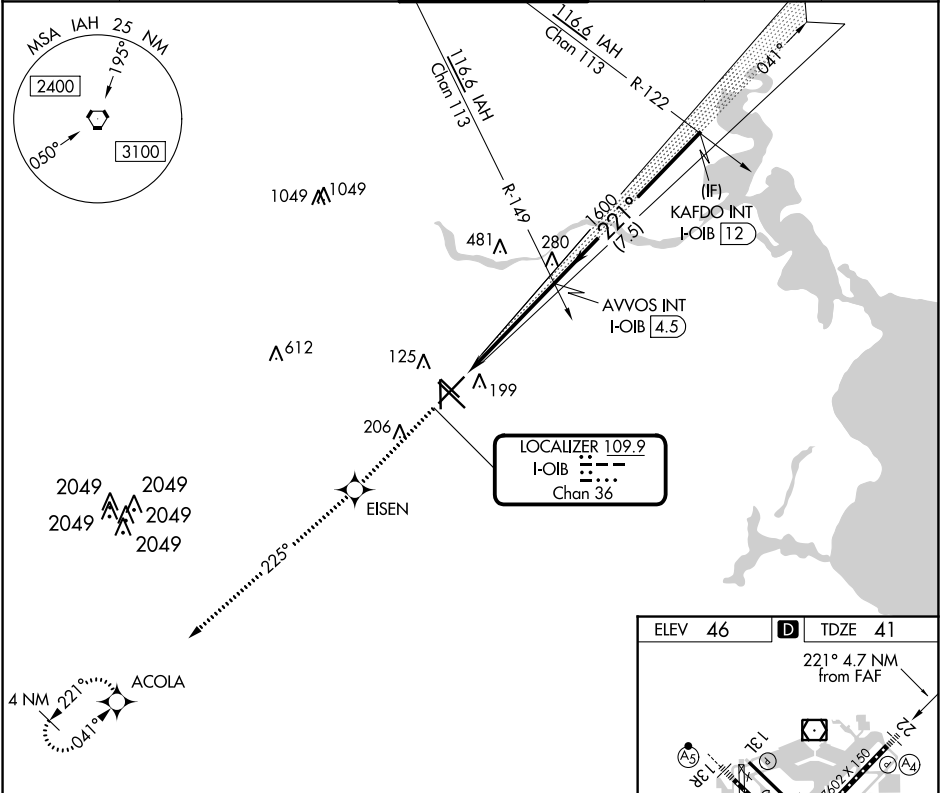 MSA IAH 25 NM
195°
2400
050°
3100
116.6 IAH
Chan 113
R-122
116.6 IAH
Chan 113
R-149
041°
1049
1049
481
280
1600
221°
(7.5)
(IF)
KAFDO INT
I-OIB 12
AVVOS INT
I-OIB 4.5
612
125
199
206
LOCALIZER 109.9
I-OIB
Chan 36
EISEN
2049
2049
2049
2049
2049
225°
ACOLA
4 NM
221°
041°
ELEV 46
D
TDZE 41
221° 4.7 NM
from FAF
22
13L
P
A5
13R
X
7602 X 150
P
A4